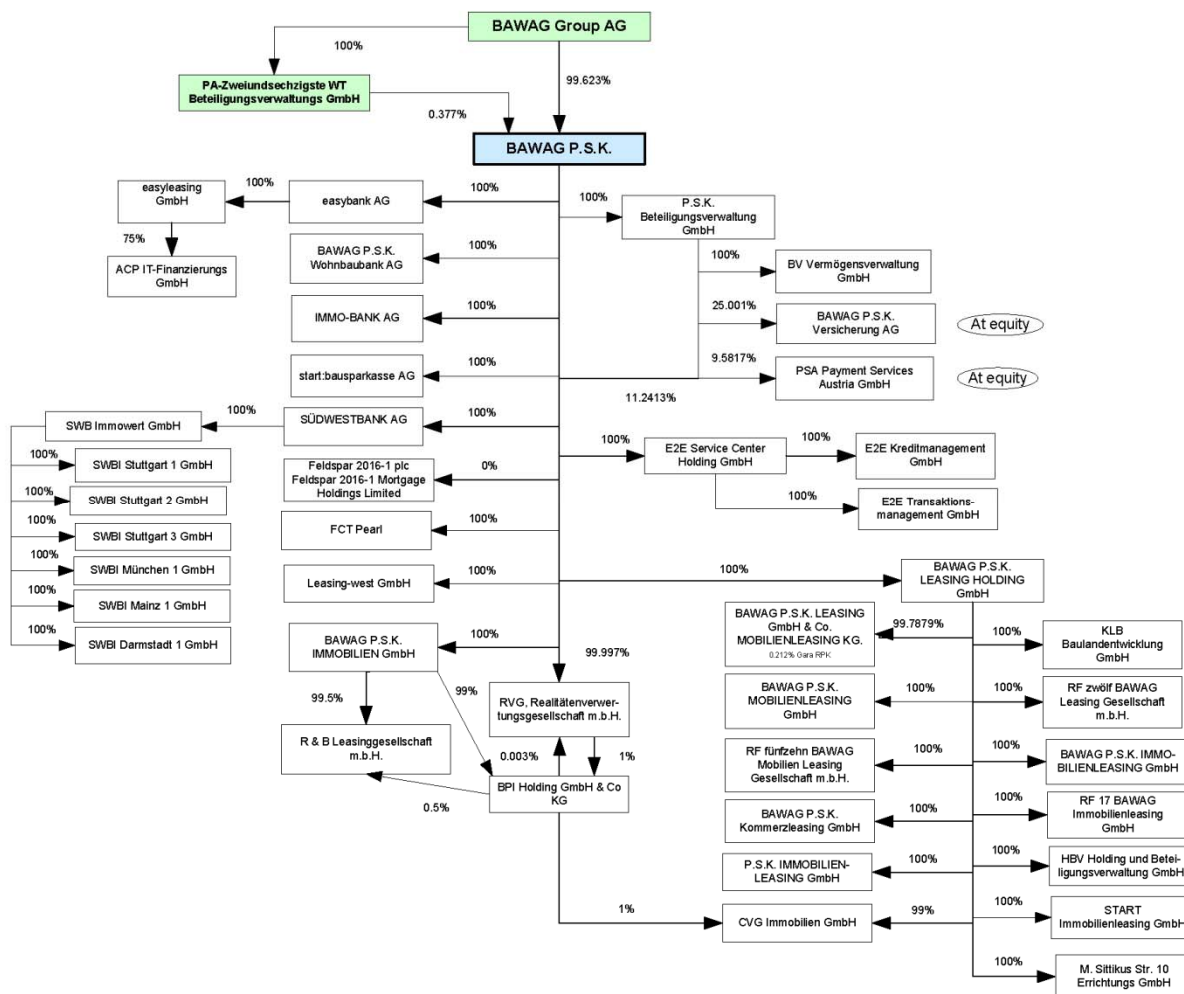 BAWAG Group AG
100%
99.623%
PA-Zweiundsechzigste WT
Beteiligungsverwaltungs GmbH
0.377%
BAWAG P.S.K.
easyleasing
GmbH
100%
easybank AG
100%
100%
P.S.K.
Beteiligungsverwaltung
GmbH
75%
ACP IT-Finanzierungs
GmbH
BAWAG P.S.K.
Wohnbaubank AG
100%
100%
BV Vermögensverwaltung
GmbH
IMMO-BANK AG
100%
25.001%
BAWAG P.S.K.
Versicherung AG
At equity
start:bausparkasse AG
100%
9.5817%
PSA Payment Services
Austria GmbH
At equity
11.2413%
SWB Immowert GmbH
100%
SÜDWESTBANK AG
100%
100%
E2E Service Center
Holding GmbH
100%
E2E Kreditmanagement
GmbH
100%
SWBI Stuttgart 1 GmbH
Feldspar 2016-1 plc
Feldspar 2016-1 Mortgage
Holdings Limited
0%
100%
E2E Transaktions-
management GmbH
100%
SWBI Stuttgart 2 GmbH
100%
SWBI Stuttgart 3 GmbH
FCT Pearl
100%
100%
SWBI München 1 GmbH
Leasing-west GmbH
100%
100%
BAWAG P.S.K.
LEASING HOLDING
GmbH
100%
SWBI Mainz 1 GmbH
100%
SWBI Darmstadt 1 GmbH
BAWAG P.S.K.
IMMOBILIEN GmbH
100%
99.997%
BAWAG P.S.K. LEASING
GmbH & Co.
MOBILIENLEASING KG.
0.212% Gara RPK
99.7879%
100%
KLB
Baulandentwicklung
GmbH
99.5%
99%
RVG, Realitätenverwer-
tungsgesellschaft m.b.H.
BAWAG P.S.K.
MOBILIENLEASING
GmbH
100%
100%
RF zwölf BAWAG
Leasing Gesellschaft
m.b.H.
R & B Leasinggesellschaft
m.b.H.
0.003%
1%
RF fünfzehn BAWAG
Mobilien Leasing
Gesellschaft m.b.H.
100%
100%
BAWAG P.S.K. IMMO-
BILIENLEASING GmbH
0.5%
BPI Holding GmbH & Co
KG
BAWAG P.S.K.
Kommerzleasing GmbH
100%
100%
RF 17 BAWAG
Immobilienleasing
GmbH
P.S.K. IMMOBILIEN-
LEASING GmbH
100%
100%
HBV Holding und Betei-
ligungsverwaltung GmbH
1%
CVG Immobilien GmbH
99%
100%
START
Immobilienleasing GmbH
100%
M. Sittikus Str. 10
Errichtungs GmbH